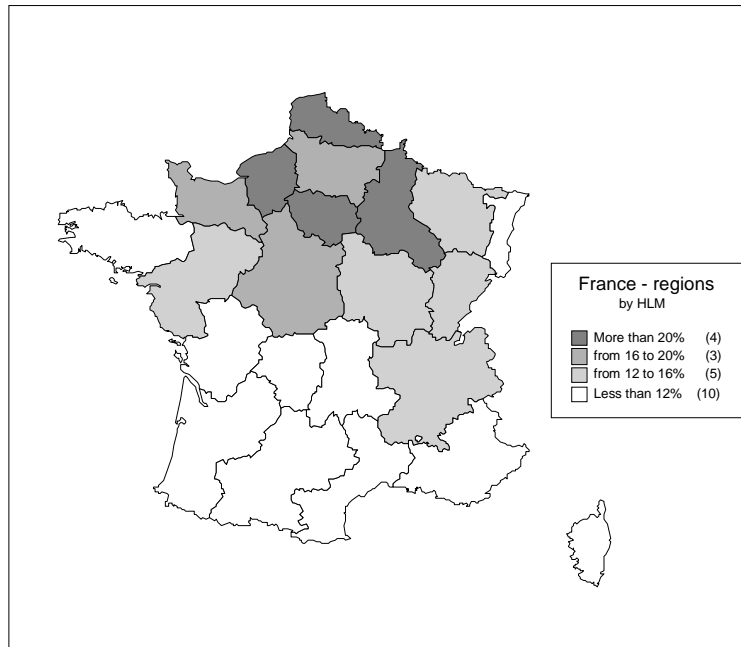 France - regions
by HLM
More than 20% (4)
from 16 to 20% (3)
from 12 to 16% (5)
Less than 12% (10)